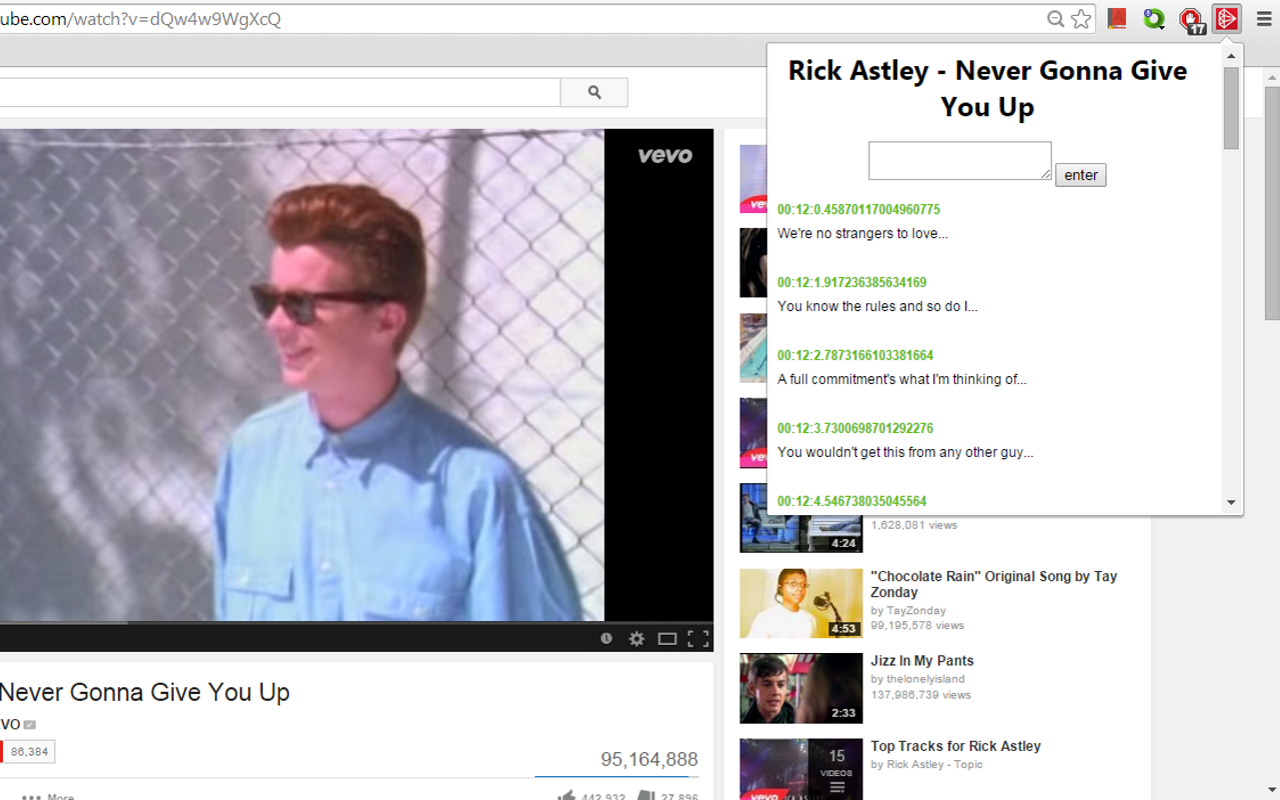 ube.com/watch?v=dQw4w9WgXcQ
17
Rick Astley - Never Gonna Give
You Up
enter
00:12:0.45870117004960775
We're no strangers to love...
00:12:1.917236385634169
You know the rules and so do I...
00:12:2.7873166103381664
A full commitment's what I'm thinking of...
00:12:3.7300698701292276
You wouldn't get this from any other guy...
00:12:4.546738035045564
vevo
1,628,081 views
4:24
"Chocolate Rain" Original Song by Tay
Zonday
by TayZonday
99,195,578 views
4:53
Jizz In My Pants
by thelonelyisland
137,986,739 views
2:33
Top Tracks for Rick Astley
by Rick Astley - Topic
15
VIDEOS
vevo
Never Gonna Give You Up
VO
86,384
95,164,888
More
442,932
27,896